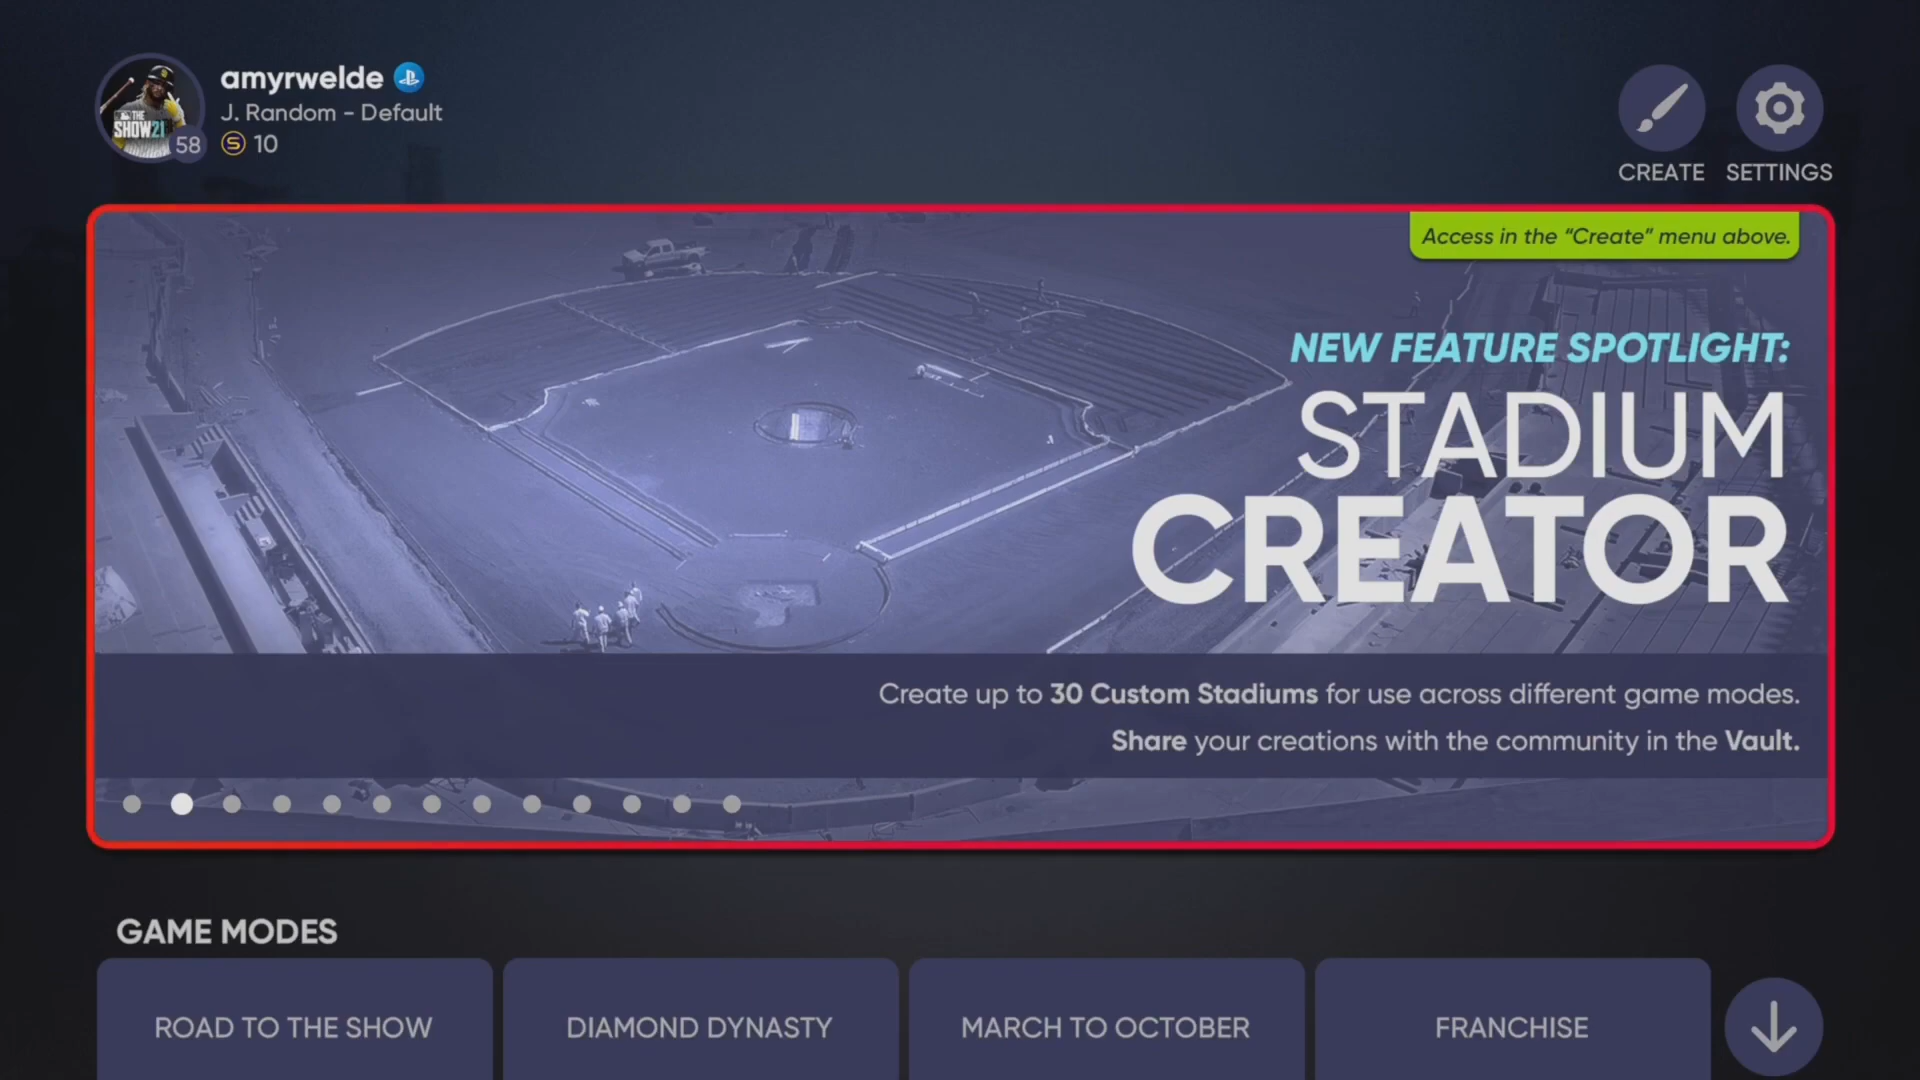 amyrwelde
J. Random - Default
10
58
THE
SHOW21
CREATE
SETTINGS
Access in the “Create” menu above.
NEW FEATURE SPOTLIGHT:
STADIUM
CREATOR
Create up to 30 Custom Stadiums for use across different game modes.
Share your creations with the community in the Vault.
GAME MODES
ROAD TO THE SHOW
DIAMOND DYNASTY
MARCH TO OCTOBER
FRANCHISE